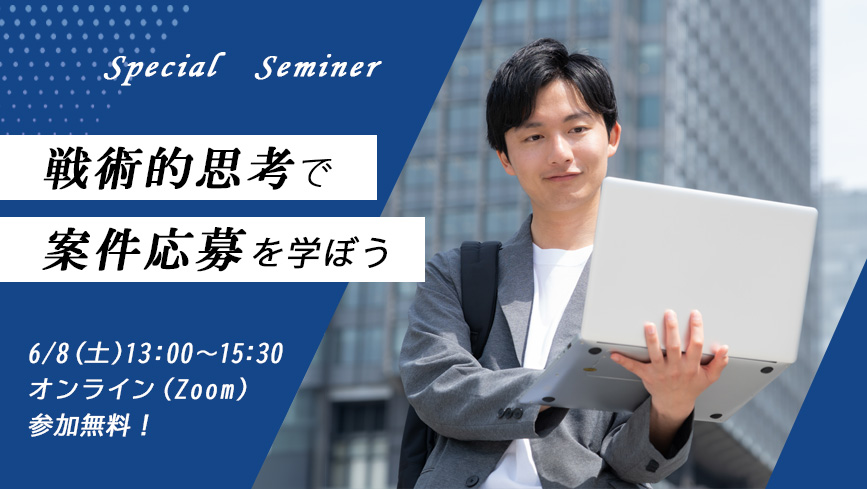 Special Seminer
戦術的思考で
案件応募を学ぼう
6/8(土)13:00～15:30
オンライン(Zoom)
参加無料！